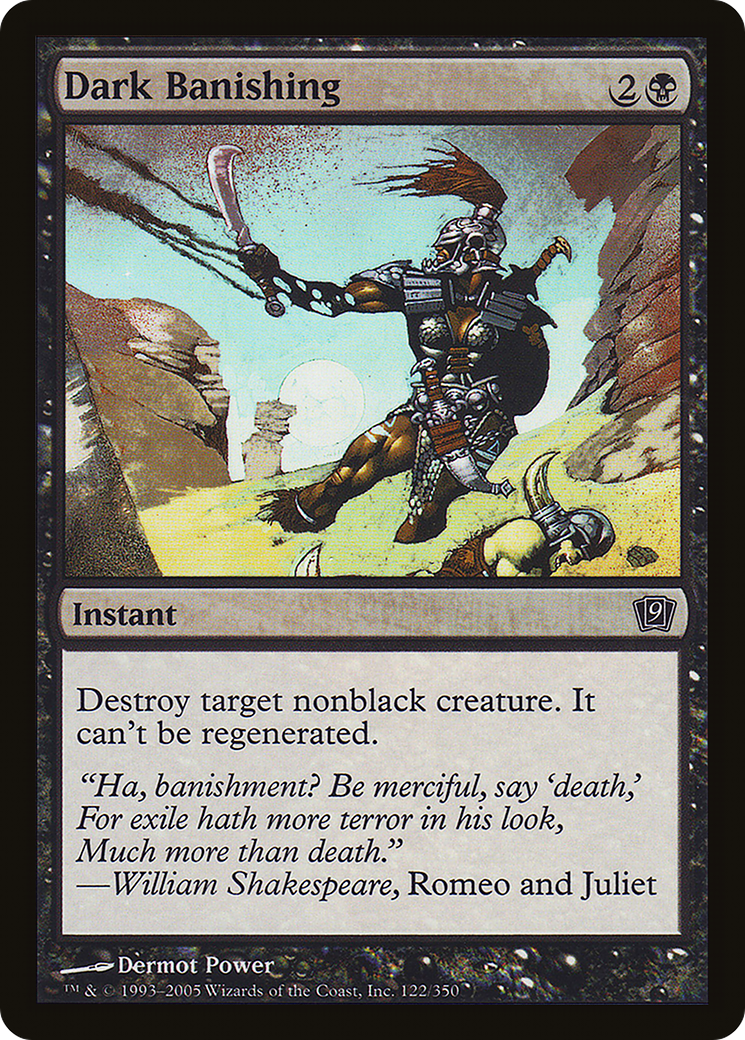 Dark Banishing 2
Instant 9
Destroy target nonblack creature. It
can't be regenerated.
“Ha, banishment? Be merciful, say ‘death,’
For exile hath more terror in his look,
Much more than death.”
—William Shakespeare, Romeo and Juliet
Dermot Power
™ & © 1993–2005 Wizards of the Coast, Inc. 122/350